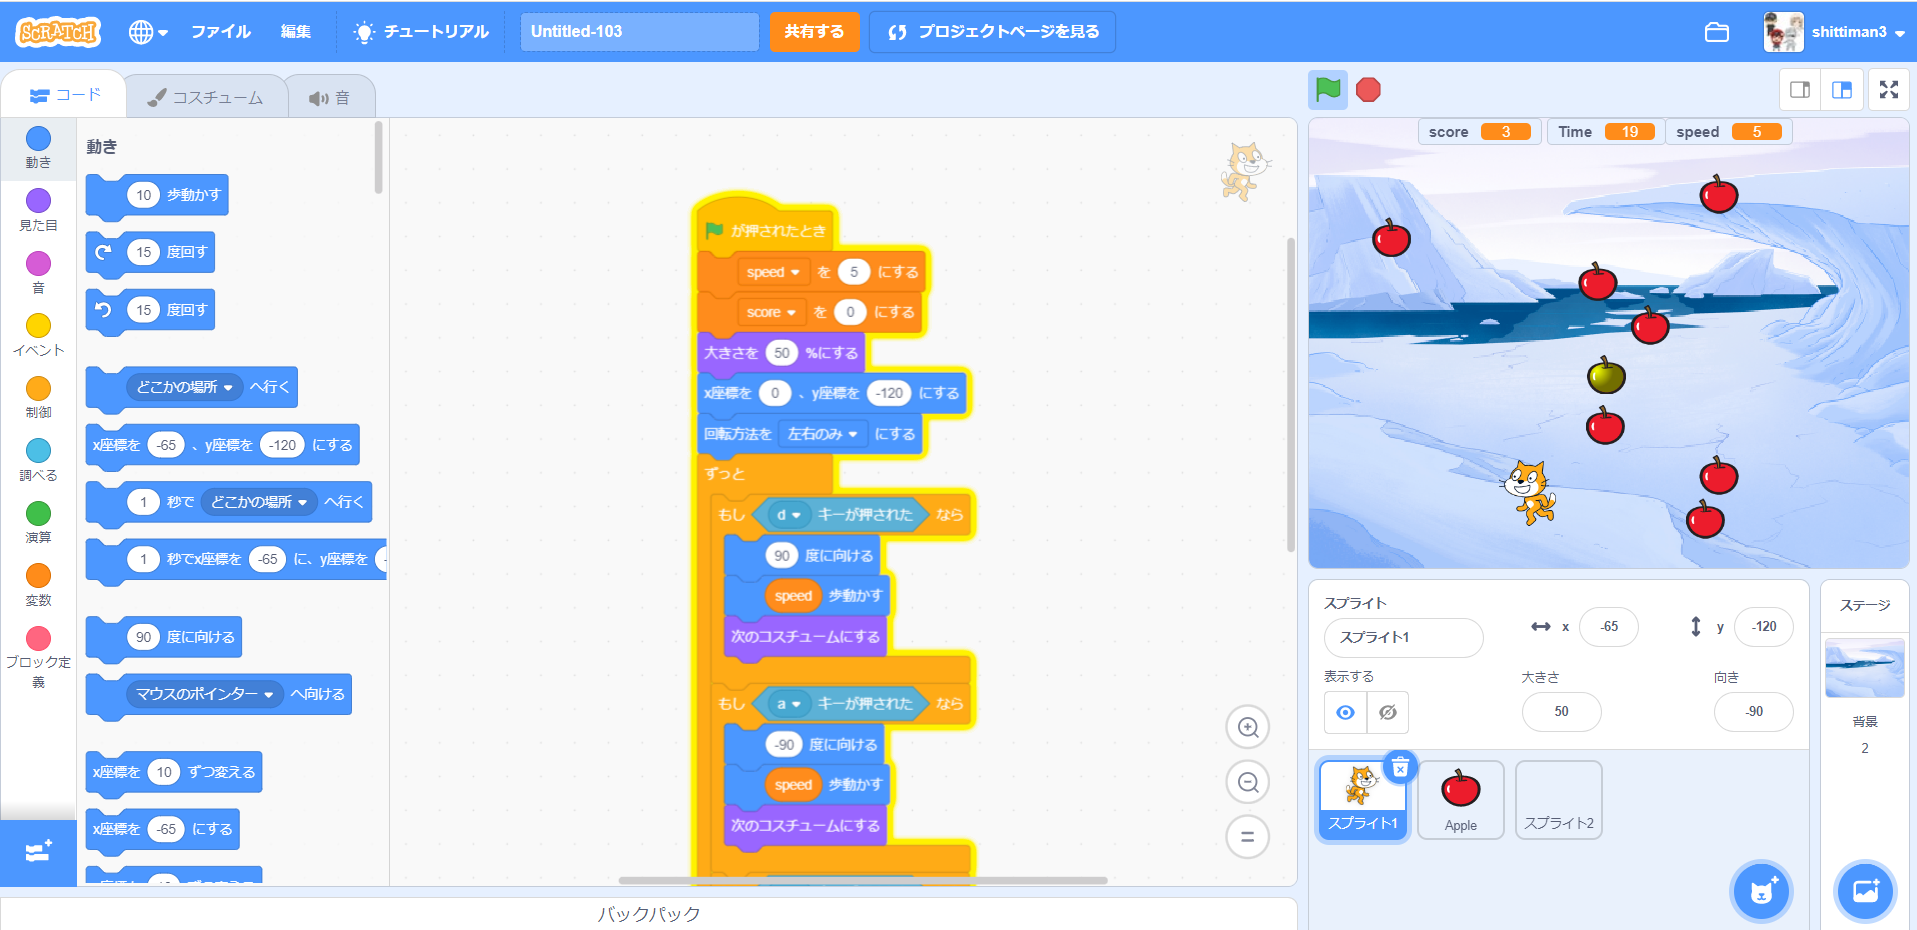 SCRATCH
ファイル
編集
チュートリアル
Untitled-103
共有する
プロジェクトページを見る
shittiman3
コード
コスチューム
音
動き
見た目
音
イベント
制御
調べる
演算
変数
ブロック定
義
動き
10 歩動かす
15 度回す
15 度回す
どこかの場所 へ行く
x座標を -65 、y座標を -120 にする
1 秒で どこかの場所 へ行く
1 秒でx座標を -65 に、y座標を
90 度に向ける
マウスのポインター へ向ける
x座標を 10 ずつ変える
x座標を -65 にする
が押されたとき
speed を 5 にする
score を 0 にする
大きさを 50 %にする
x座標を 0 、y座標を -120 にする
回転方法を 左右のみ にする
ずっと
もし d キーが押された なら
90 度に向ける
speed 歩動かす
次のコスチュームにする
もし a キーが押された なら
-90 度に向ける
speed 歩動かす
次のコスチュームにする
バックパック
score 3
Time 19
speed 5
スプライト
スプライト1
x -65
y -120
表示する
大きさ
50
向き
-90
スプライト1
Apple
スプライト2
ステージ
背景
2